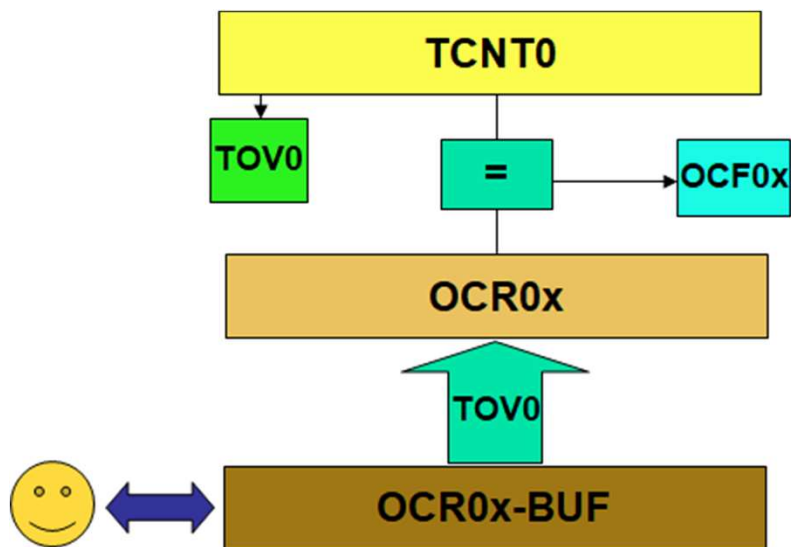 TCNT0
TOV0
=
OCF0x
OCR0x
TOV0
OCR0x-BUF